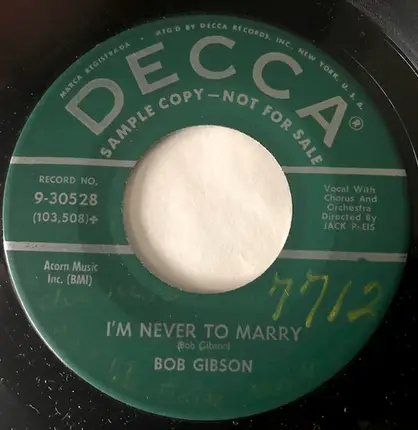 MARCA REGISTRADA • MFD BY DECCA RECORDS, INC., NEW YORK, U.S.A.
DECCA®
SAMPLE COPY—NOT FOR SALE
RECORD NO.
9-30528
(103,508)✤
Vocal With
Chorus And
Orchestra
Directed By
JACK PLEIS
Acorn Music
Inc. (BMI)
7712
I'M NEVER TO MARRY
(Bob Gibson)
BOB GIBSON